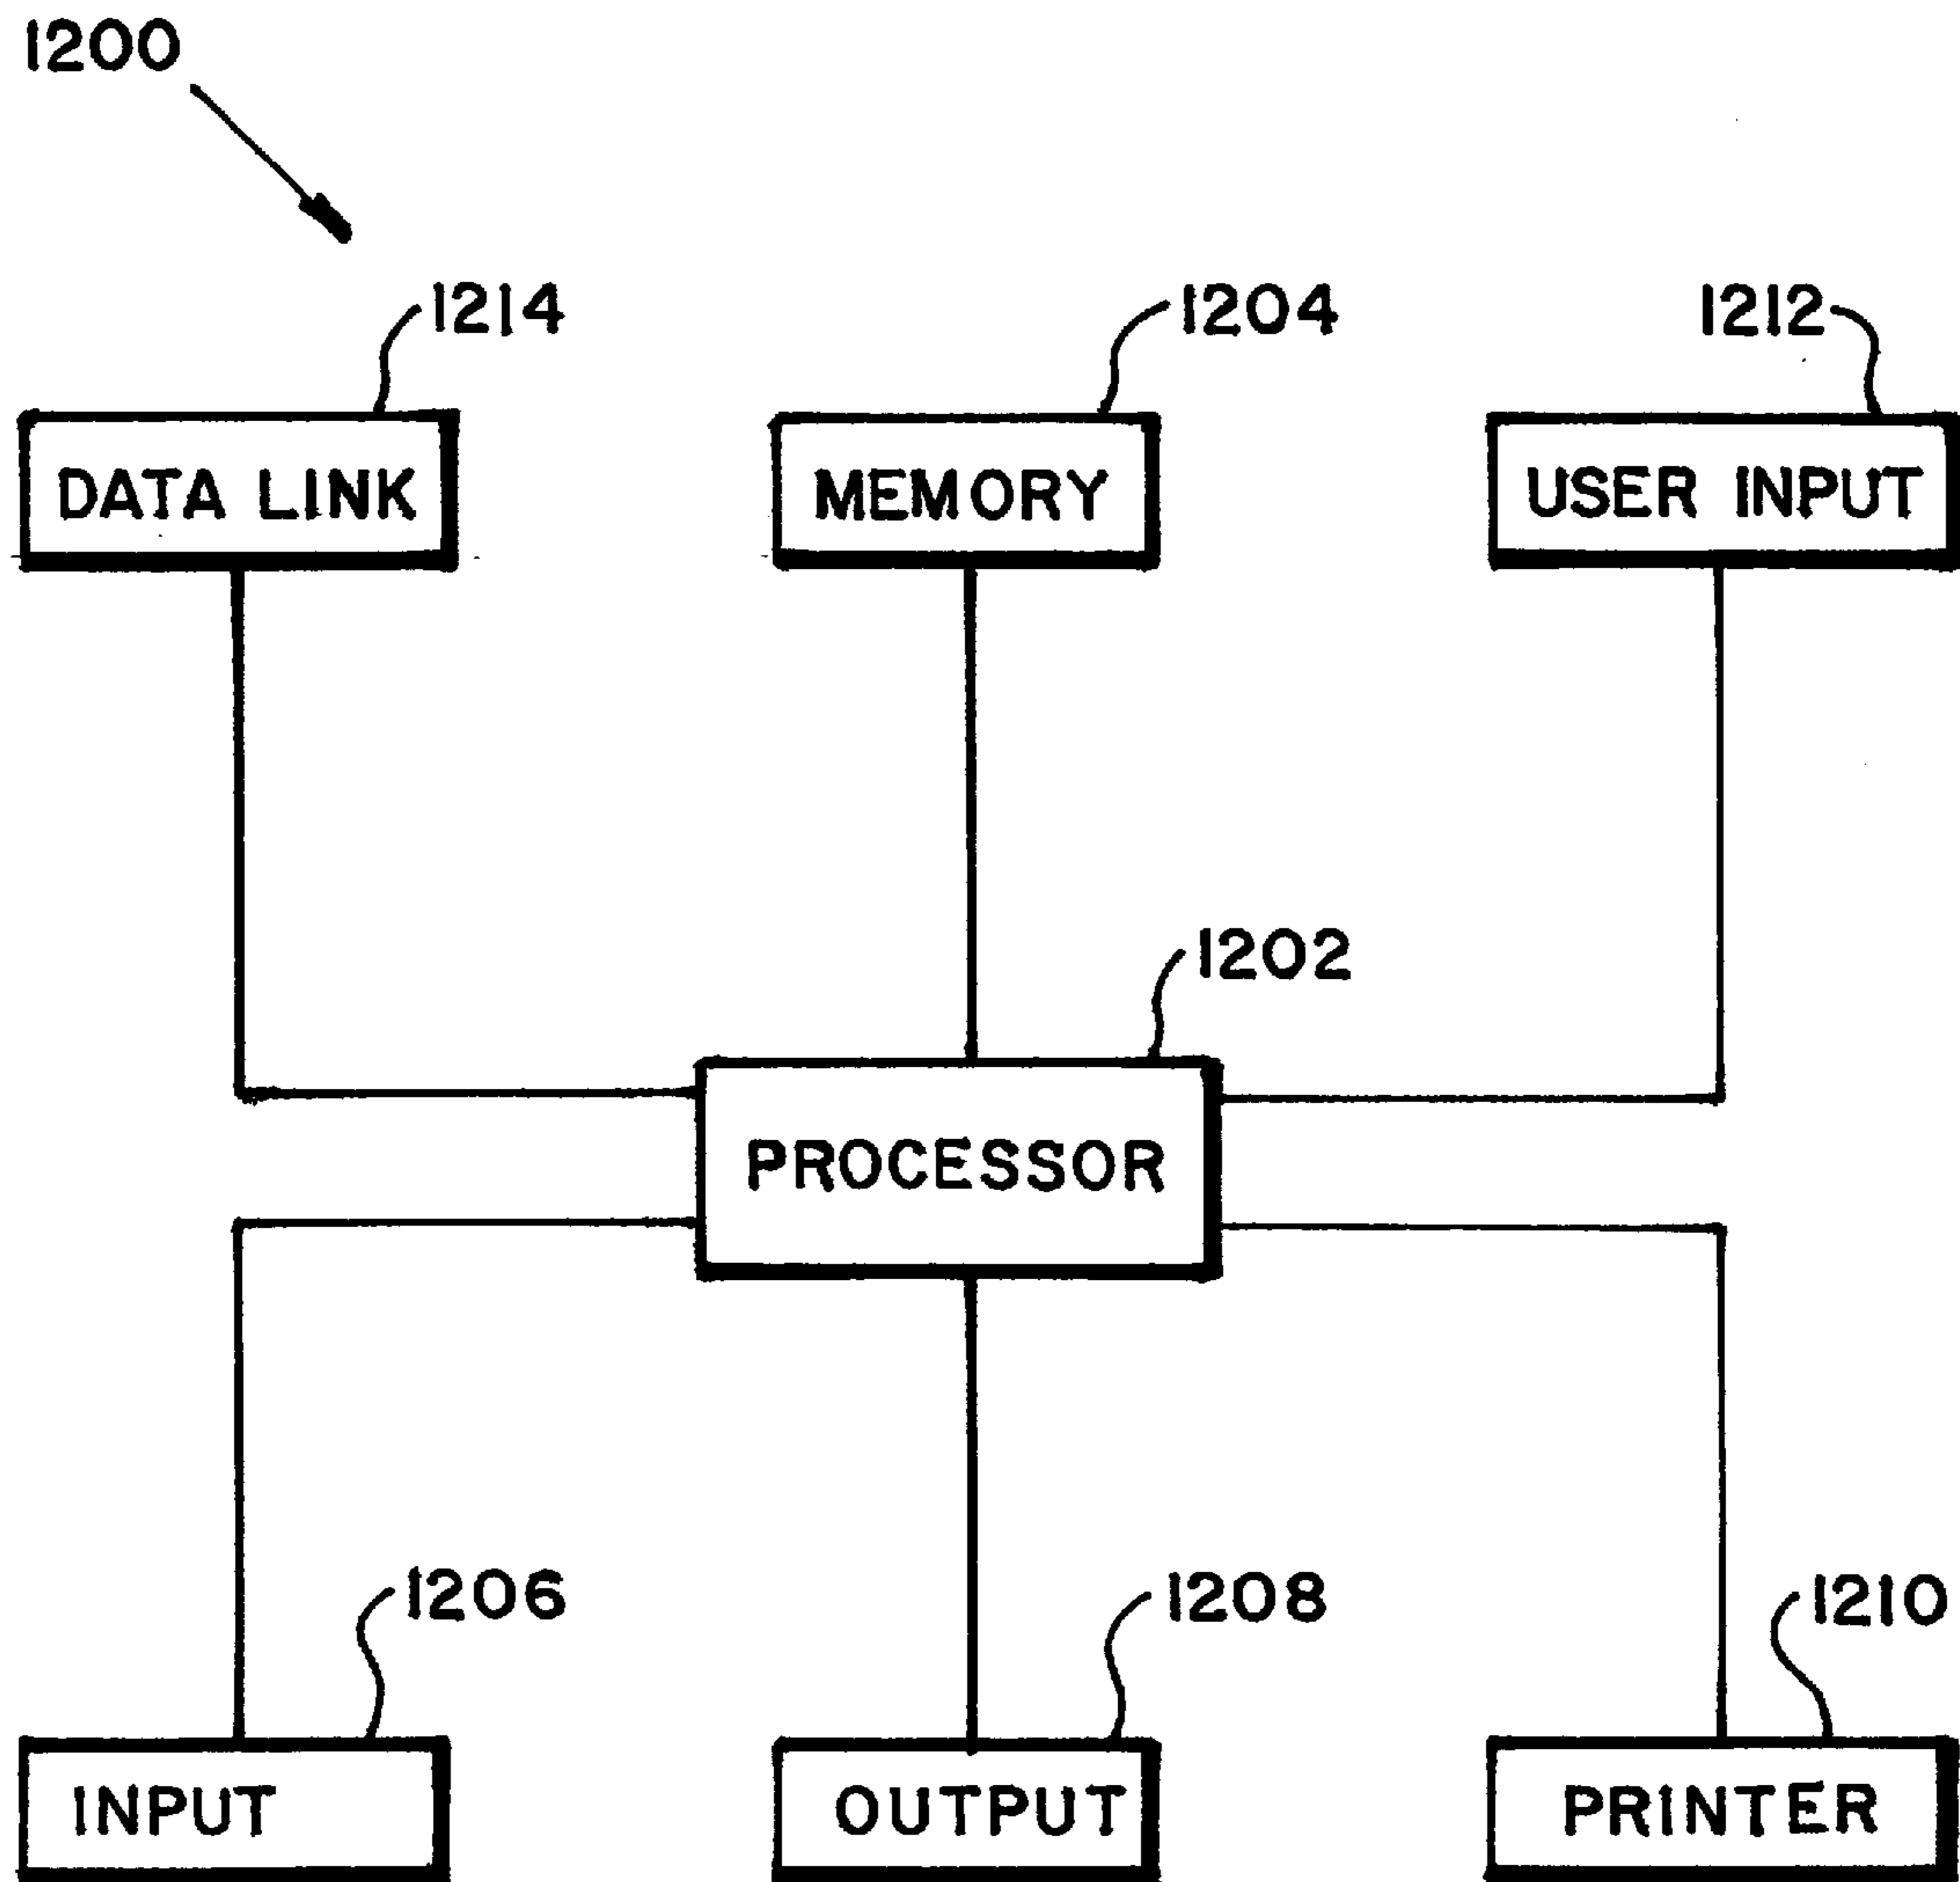 1200
1214
1204
1212
DATA LINK
MEMORY
USER INPUT
1202
PROCESSOR
1206
1208
1210
INPUT
OUTPUT
PRINTER